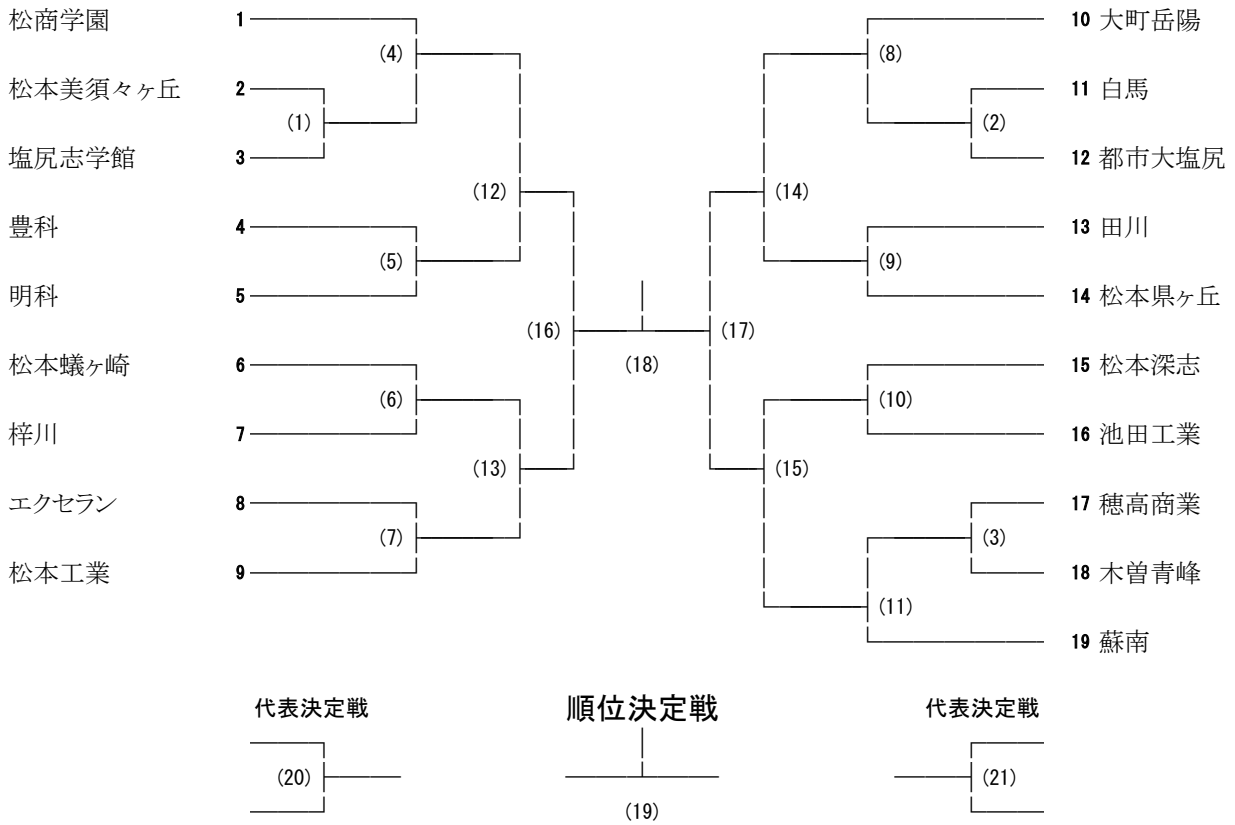 松商学園 1
(4)
松本美須々ヶ丘 2
(1)
塩尻志学館 3
(12)
豊科 4
(5)
明科 5
(16)
松本蟻ヶ崎 6
(6)
梓川 7
(13)
エクセラン 8
(7)
松本工業 9
(18)
10 大町岳陽
(8)
11 白馬
(2)
12 都市大塩尻
(14)
13 田川
(9)
14 松本県ヶ丘
(17)
15 松本深志
(10)
16 池田工業
(15)
17 穂高商業
(3)
18 木曽青峰
(11)
19 蘇南
代表決定戦
(20)
順位決定戦
(19)
代表決定戦
(21)